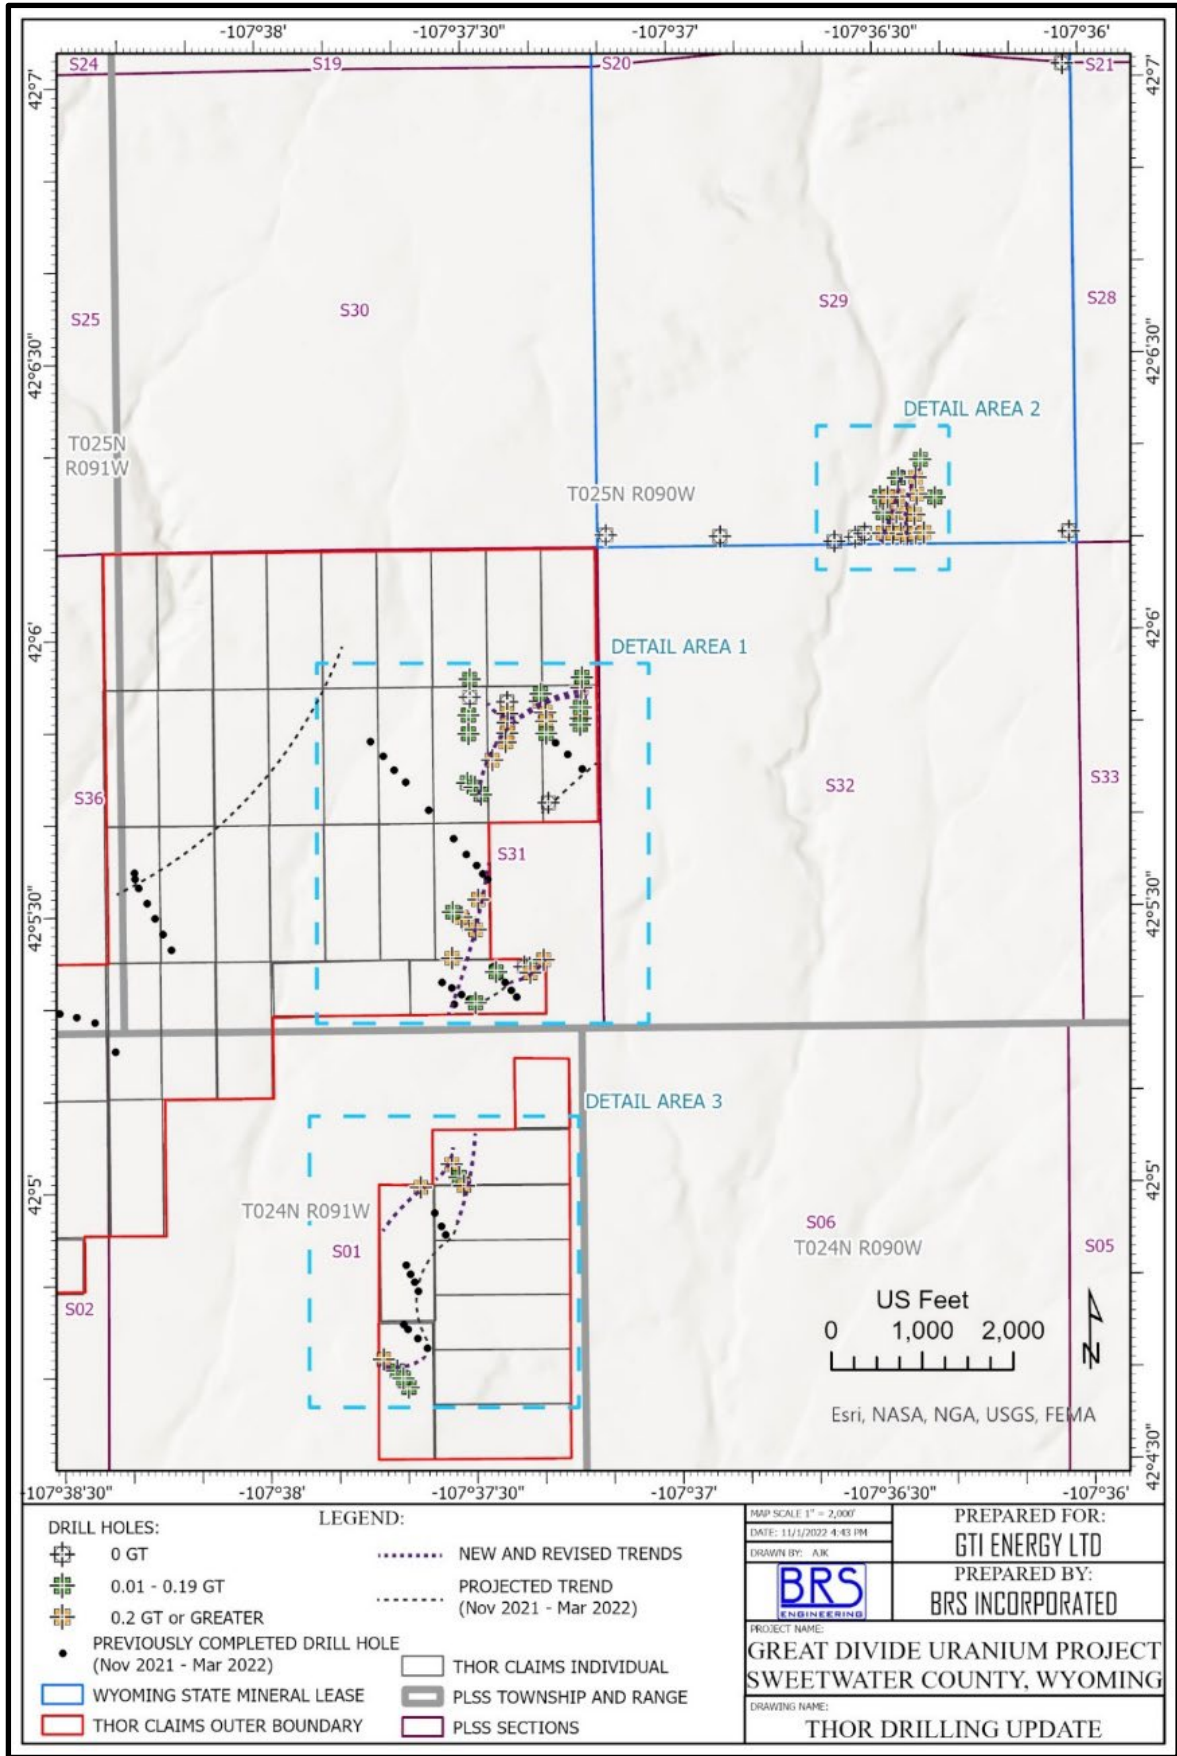 -107°38'
-107°37'30"
-107°37'
-107°36'30"
-107°36'
S24
S19
S20
S21
42°7'
42°7'
S25
S30
S29
S28
42°6'30"
42°6'30"
DETAIL AREA 2
T025N
R091W
T025N R090W
42°6'
42°6'
DETAIL AREA 1
S36
S32
S33
S31
42°5'30"
42°5'30"
DETAIL AREA 3
42°5'
42°5'
T024N R091W
S01
S06
T024N R090W
S05
S02
US Feet
0 1,000 2,000
N
Esri, NASA, NGA, USGS, FEMA
42°4'30"
-107°38'30"
-107°38'
-107°37'30"
-107°37'
-107°36'30"
-107°36'
LEGEND:
DRILL HOLES:
0 GT
0.01 - 0.19 GT
0.2 GT or GREATER
PREVIOUSLY COMPLETED DRILL HOLE
(Nov 2021 - Mar 2022)
WYOMING STATE MINERAL LEASE
THOR CLAIMS OUTER BOUNDARY
NEW AND REVISED TRENDS
PROJECTED TREND
(Nov 2021 - Mar 2022)
THOR CLAIMS INDIVIDUAL
PLSS TOWNSHIP AND RANGE
PLSS SECTIONS
MAP SCALE 1" = 2,000'
DATE: 11/1/2022 4:43 PM
DRAWN BY: AJK
BRS
ENGINEERING
PREPARED FOR:
GTI ENERGY LTD
PREPARED BY:
BRS INCORPORATED
PROJECT NAME:
GREAT DIVIDE URANIUM PROJECT
SWEETWATER COUNTY, WYOMING
DRAWING NAME:
THOR DRILLING UPDATE